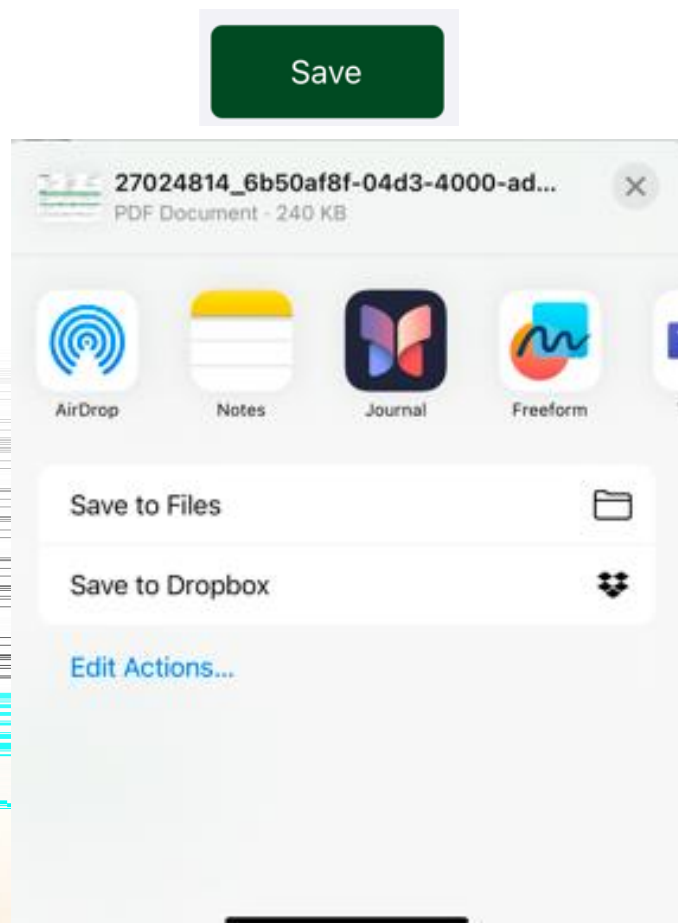 Save
27024814_6b50af8f-04d3-4000-ad...
PDF Document · 240 KB
AirDrop
Notes
Journal
Freeform
Save to Files
Save to Dropbox
Edit Actions...